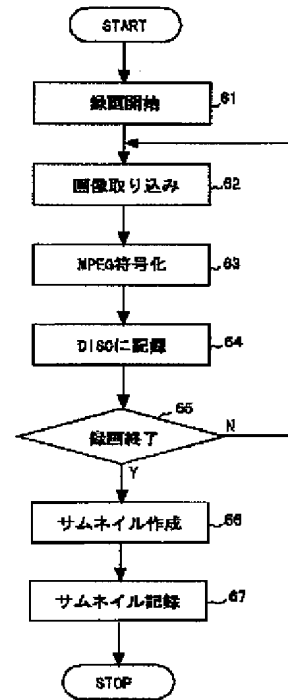 START
録画開始
61
画像取り込み
62
MPEG符号化
63
DISCに記録
64
65
録画終了
N
Y
サムネイル作成
66
サムネイル記録
67
STOP